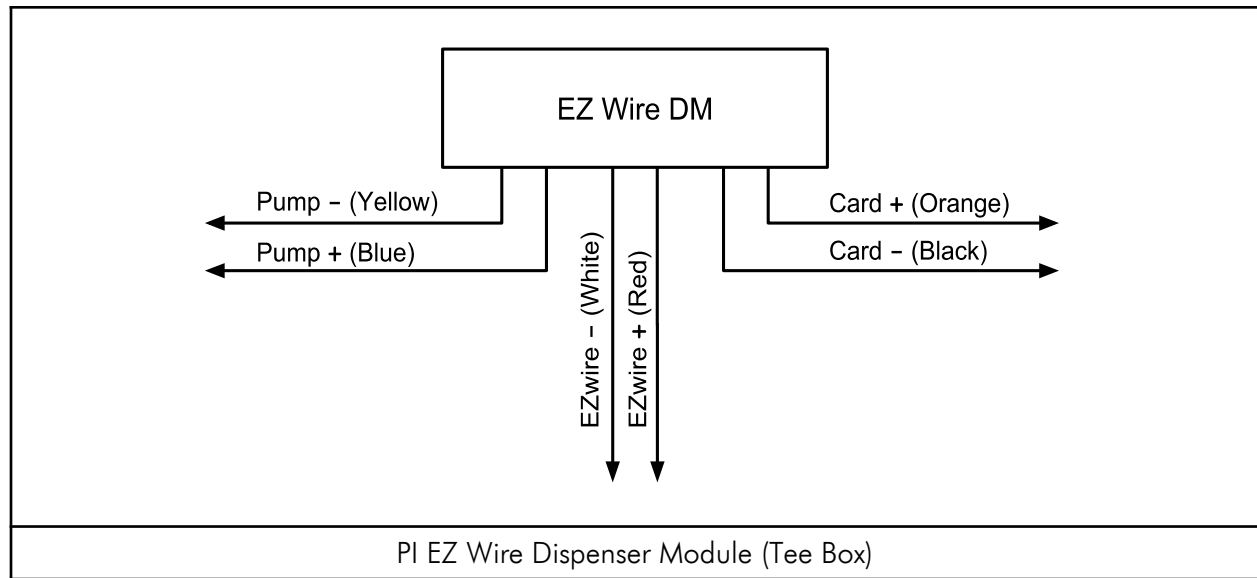 EZ Wire DM
Pump – (Yellow)
Pump + (Blue)
EZwire – (White)
EZwire + (Red)
Card + (Orange)
Card – (Black)
PI EZ Wire Dispenser Module (Tee Box)